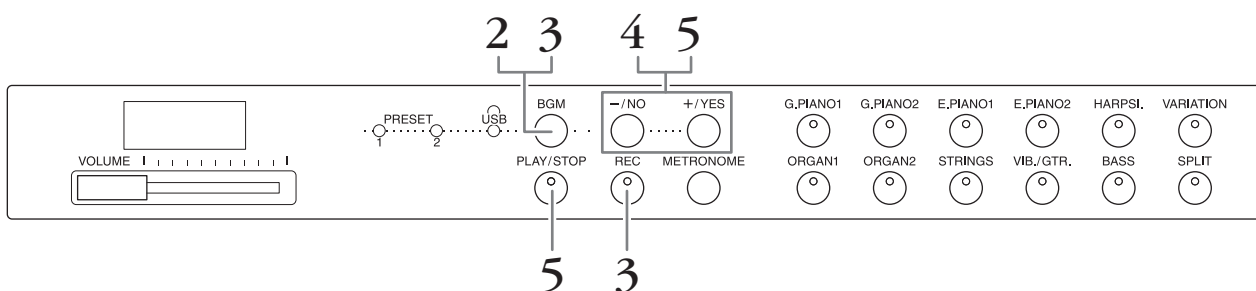 2 3 4 5
BGM -/NO +/YES G.PIANO1 G.PIANO2 E.PIANO1 E.PIANO2 HARPSI. VARIATION
PRESET USB
1 2
VOLUME PLAY/STOP REC METRONOME ORGAN1 ORGAN2 STRINGS VIB./GTR. BASS SPLIT
5 3